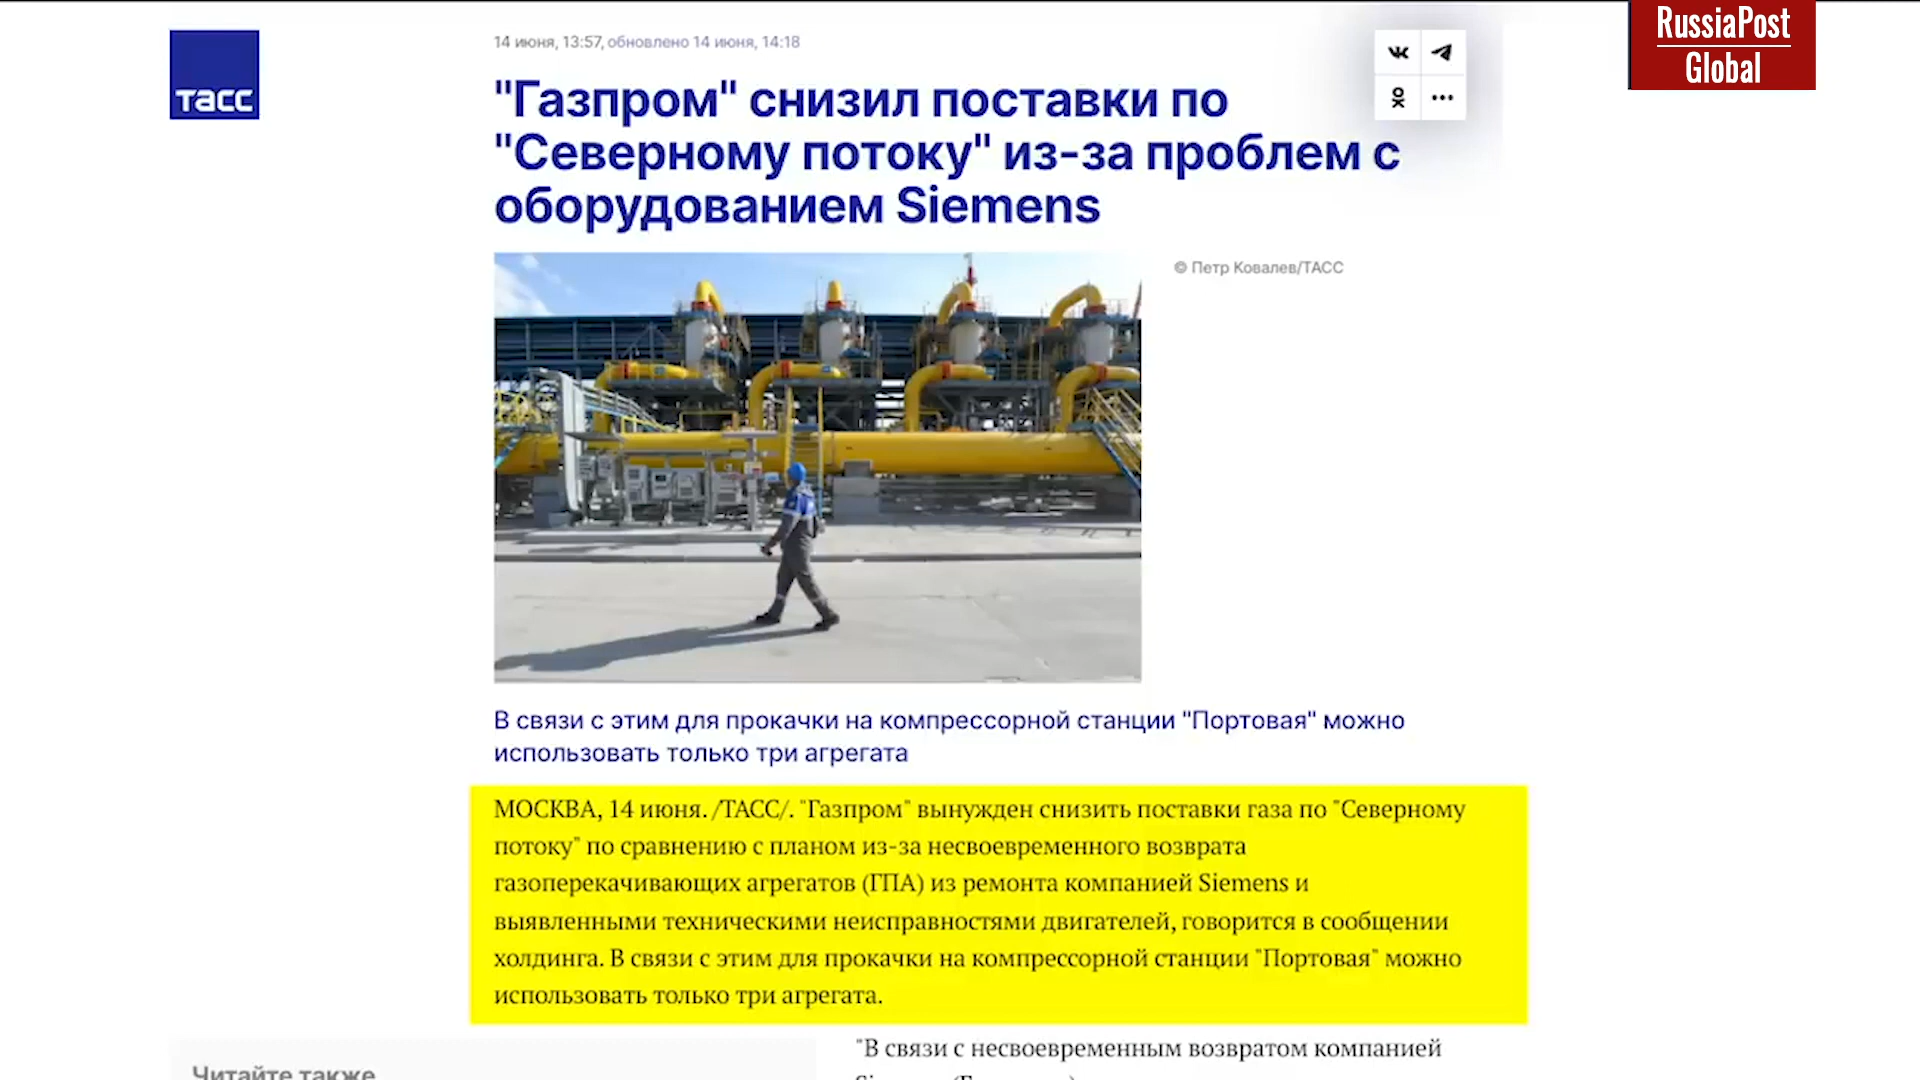 14 июня, 13:57, обновлено 14 июня, 14:18
RussiaPost
Global
ТАСС
"Газпром" снизил поставки по
"Северному потоку" из-за проблем с
оборудованием Siemens
© Петр Ковалев/ТАСС
В связи с этим для прокачки на компрессорной станции "Портовая" можно
использовать только три агрегата
МОСКВА, 14 июня. /ТАСС/. "Газпром" вынужден снизить поставки газа по "Северному
потоку" по сравнению с планом из-за несвоевременного возврата
газоперекачивающих агрегатов (ГПА) из ремонта компанией Siemens и
выявленными техническими неисправностями двигателей, говорится в сообщении
холдинга. В связи с этим для прокачки на компрессорной станции "Портовая" можно
использовать только три агрегата.
"В связи с несвоевременным возвратом компанией
Читайте также